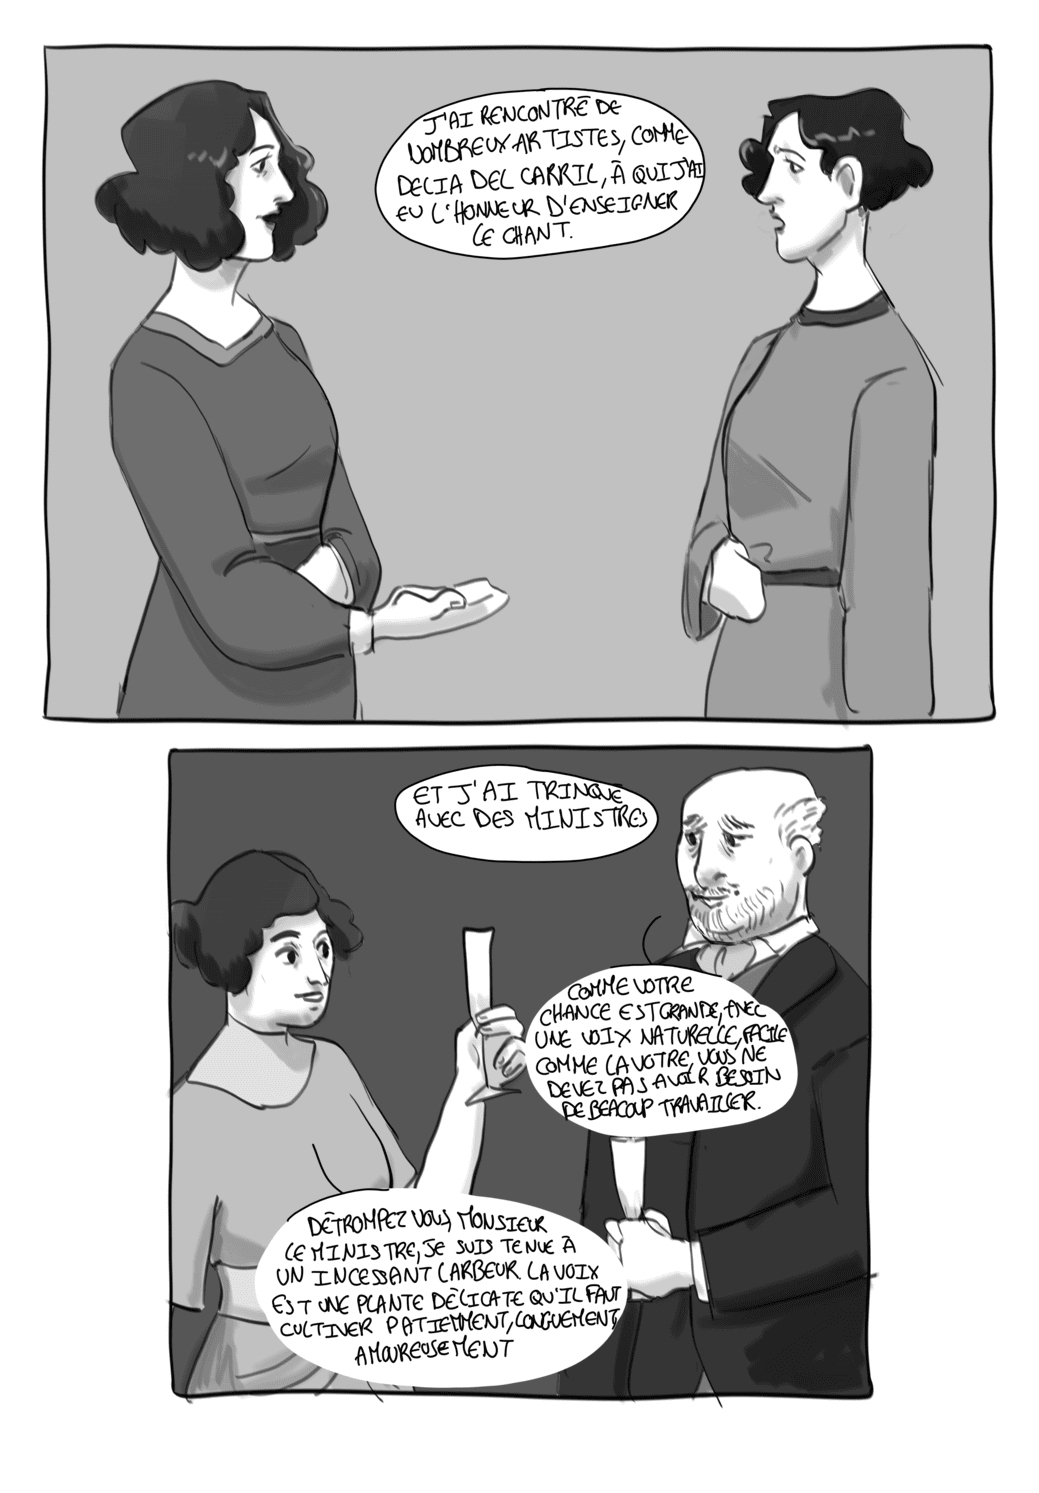 J'AI RENCONTRÉ DE
NOMBREUX ARTISTES, COMME
DELIA DEL CARRIL, À QUI J'AI
EU L'HONNEUR D'ENSEIGNER
LE CHANT.
ET J'AI TRINQUÉ
AVEC DES MINISTRES
COMME VOTRE
CHANCE EST GRANDE, AVEC
UNE VOIX NATURELLE, FACILE
COMME LA VOTRE, VOUS NE
DEVEZ PAS AVOIR BESOIN
DE BEACOUP TRAVAILLER.
DÉTROMPEZ VOUS, MONSIEUR
LE MINISTRE, JE SUIS TENUE À
UN INCESSANT LARBEUR LA VOIX
EST UNE PLANTE DÉLICATE QU'IL FAUT
CULTIVER PATIEMMENT, LONGUEMENT,
AMOUREUSEMENT